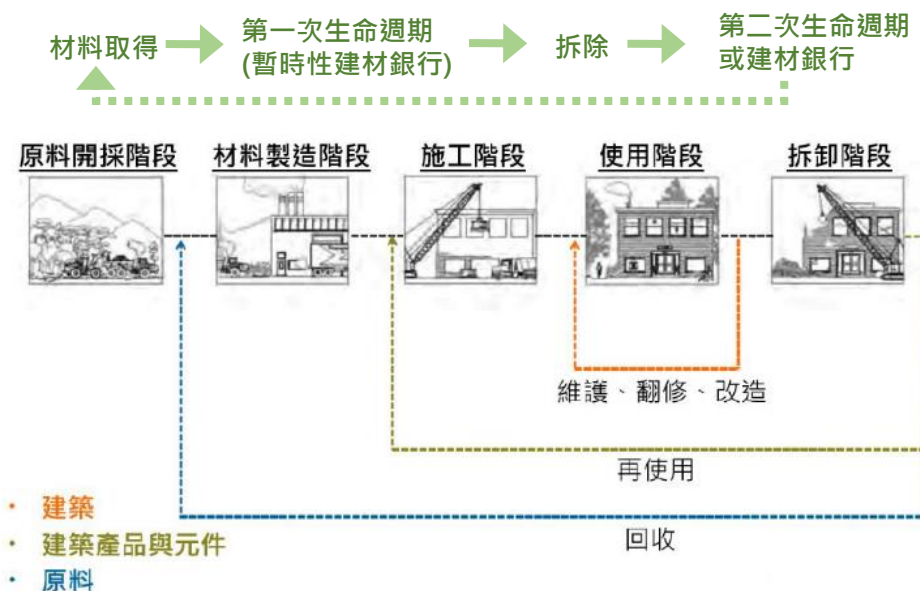 材料取得
第一次生命週期
(暫時性建材銀行)
拆除
第二次生命週期
或建材銀行
原料開採階段
材料製造階段
施工階段
使用階段
拆卸階段
維護、翻修、改造
再使用
回收
• 建築
• 建築產品與元件
• 原料